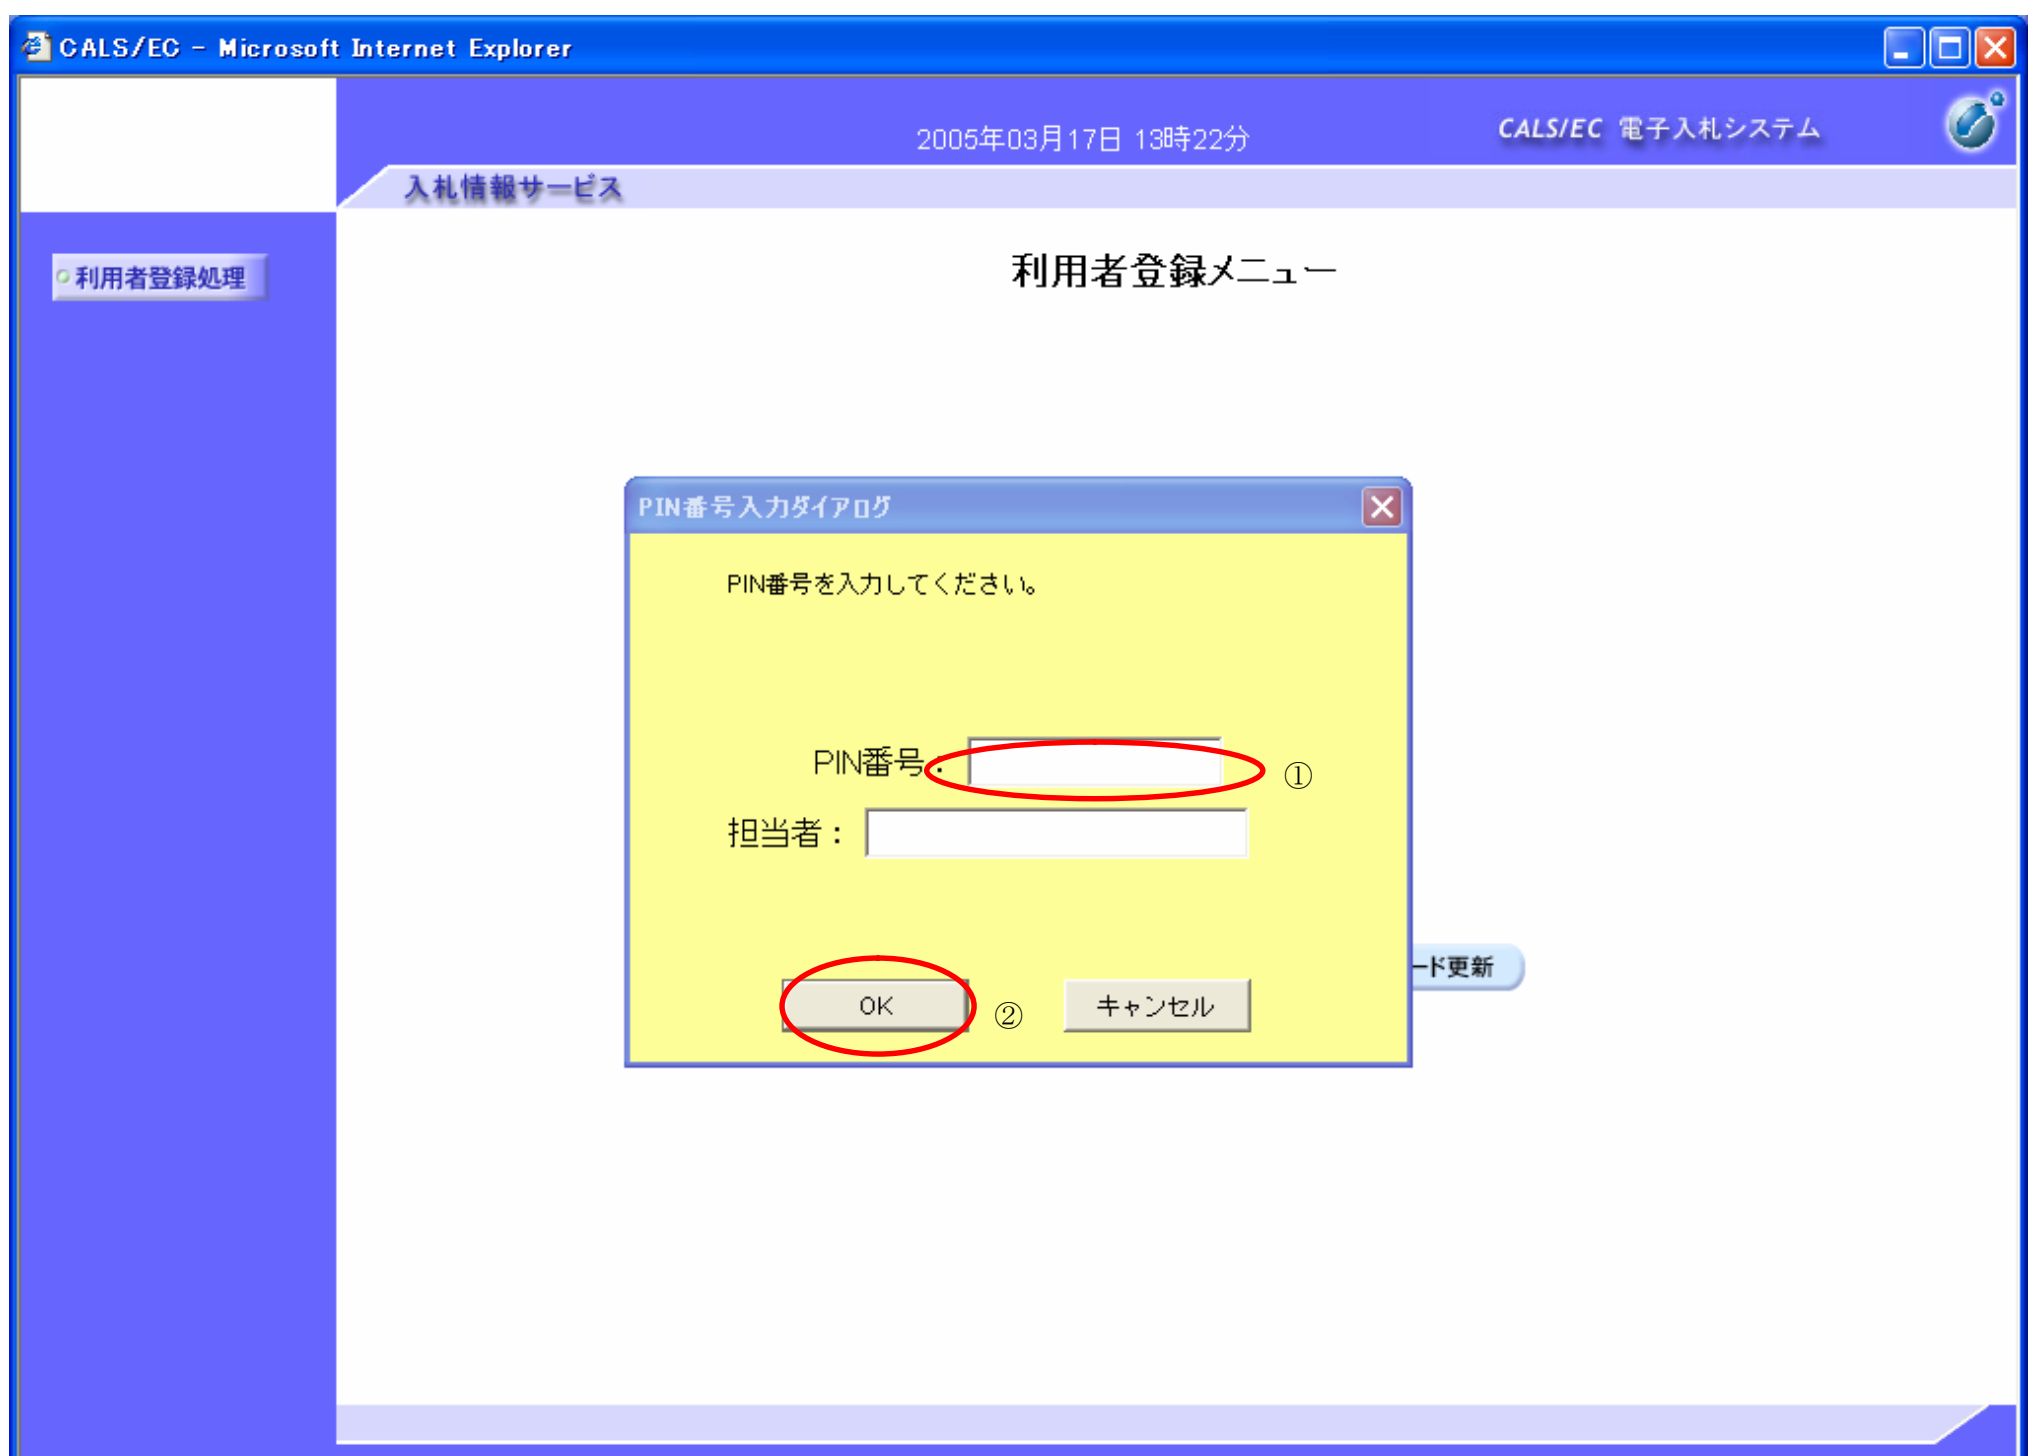 CALS/EC - Microsoft Internet Explorer
2005年03月17日 13時22分
CALS/EC 電子入札システム
入札情報サービス
利用者登録処理
利用者登録メニュー
PIN番号入力ダイアログ
PIN番号を入力してください。
PIN番号：
①
担当者：
ード更新
OK
②
キャンセル